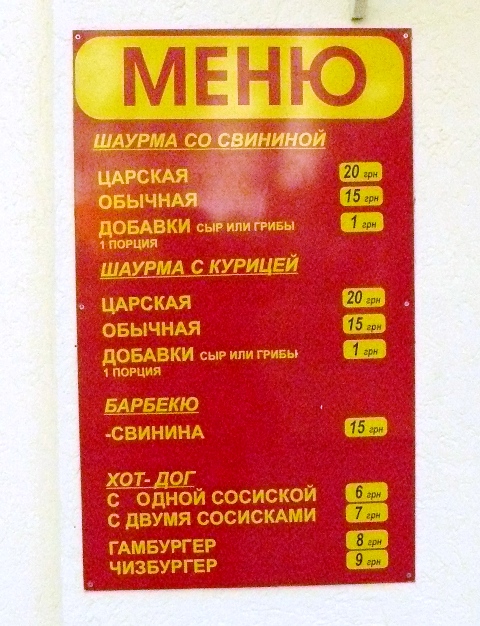 МЕНЮ
ШАУРМА СО СВИНИНОЙ
ЦАРСКАЯ 20 грн
ОБЫЧНАЯ 15 грн
ДОБАВКИ СЫР ИЛИ ГРИБЫ 1 грн
1 ПОРЦИЯ
ШАУРМА С КУРИЦЕЙ
ЦАРСКАЯ 20 грн
ОБЫЧНАЯ 15 грн
ДОБАВКИ СЫР ИЛИ ГРИБЫ 1 грн
1 ПОРЦИЯ
БАРБЕКЮ
-СВИНИНА 15 грн
ХОТ- ДОГ
С ОДНОЙ СОСИСКОЙ 6 грн
С ДВУМЯ СОСИСКАМИ 7 грн
ГАМБУРГЕР 8 грн
ЧИЗБУРГЕР 9 грн